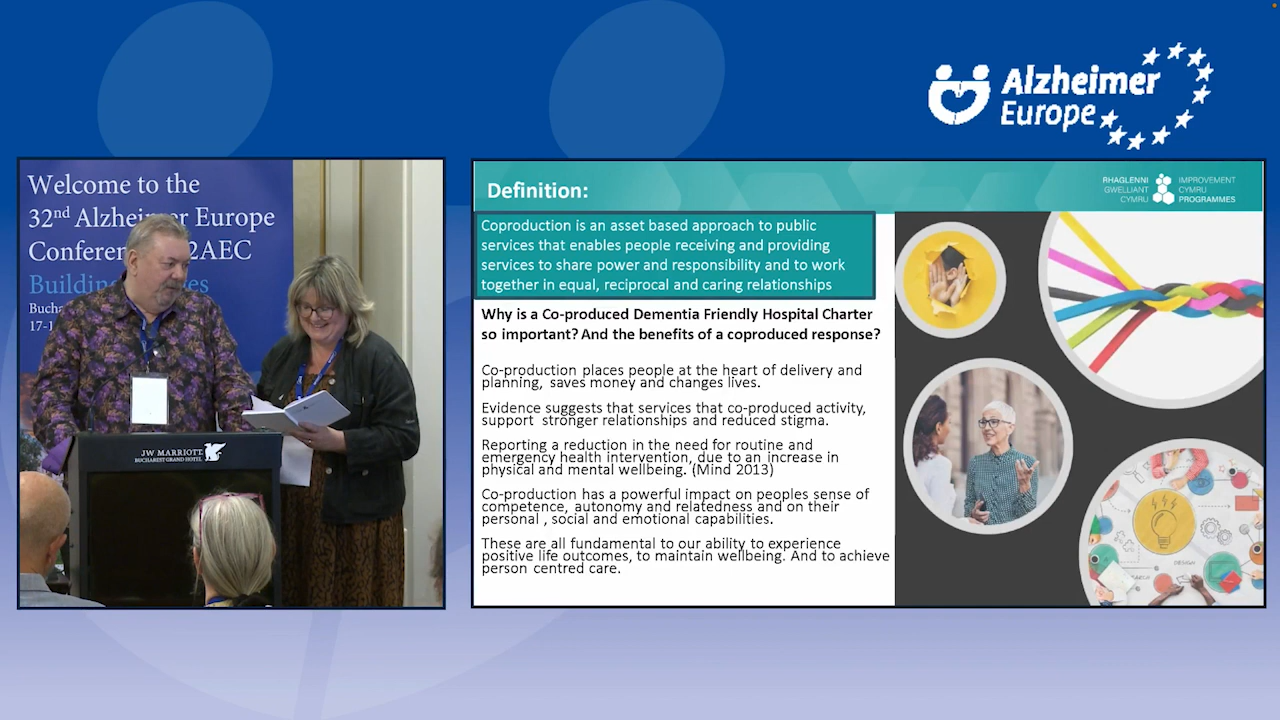 Alzheimer
Europe
Welcome to the
32nd Alzheimer Europe
Conference 2AEC
Building
Bucha
17-1
JW MARRIOTT
BUCHAREST GRAND HOTEL
Definition:
RHAGLENNI
GWELLIANT
CYMRU
IMPROVEMENT
CYMRU
PROGRAMMES
Coproduction is an asset based approach to public
services that enables people receiving and providing
services to share power and responsibility and to work
together in equal, reciprocal and caring relationships
Why is a Co-produced Dementia Friendly Hospital Charter
so important? And the benefits of a coproduced response?
Co-production places people at the heart of delivery and
planning, saves money and changes lives.
Evidence suggests that services that co-produced activity,
support stronger relationships and reduced stigma.
Reporting a reduction in the need for routine and
emergency health intervention, due to an increase in
physical and mental wellbeing. (Mind 2013)
Co-production has a powerful impact on peoples sense of
competence, autonomy and relatedness and on their
personal , social and emotional capabilities.
These are all fundamental to our ability to experience
positive life outcomes, to maintain wellbeing. And to achieve
person centred care.
DESIGN